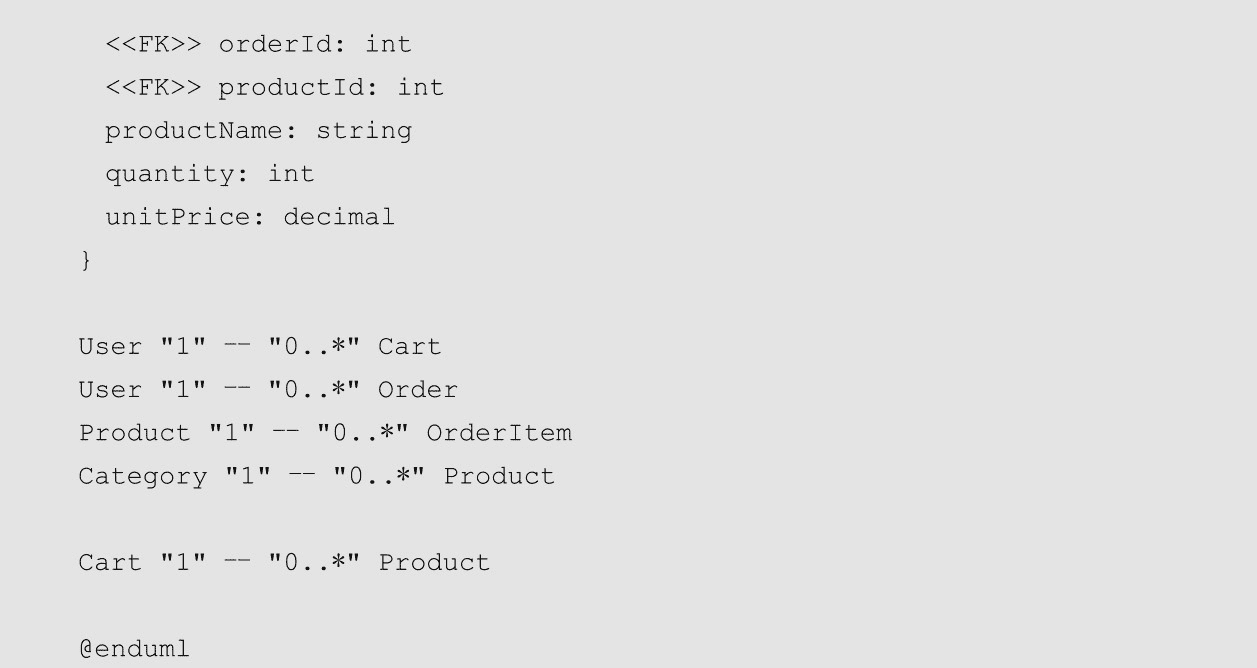 <<FK>> orderId: int
<<FK>> productId: int
productName: string
quantity: int
unitPrice: decimal
}
User "1" -- "0..*" Cart
User "1" -- "0..*" Order
Product "1" -- "0..*" OrderItem
Category "1" -- "0..*" Product
Cart "1" -- "0..*" Product
@enduml